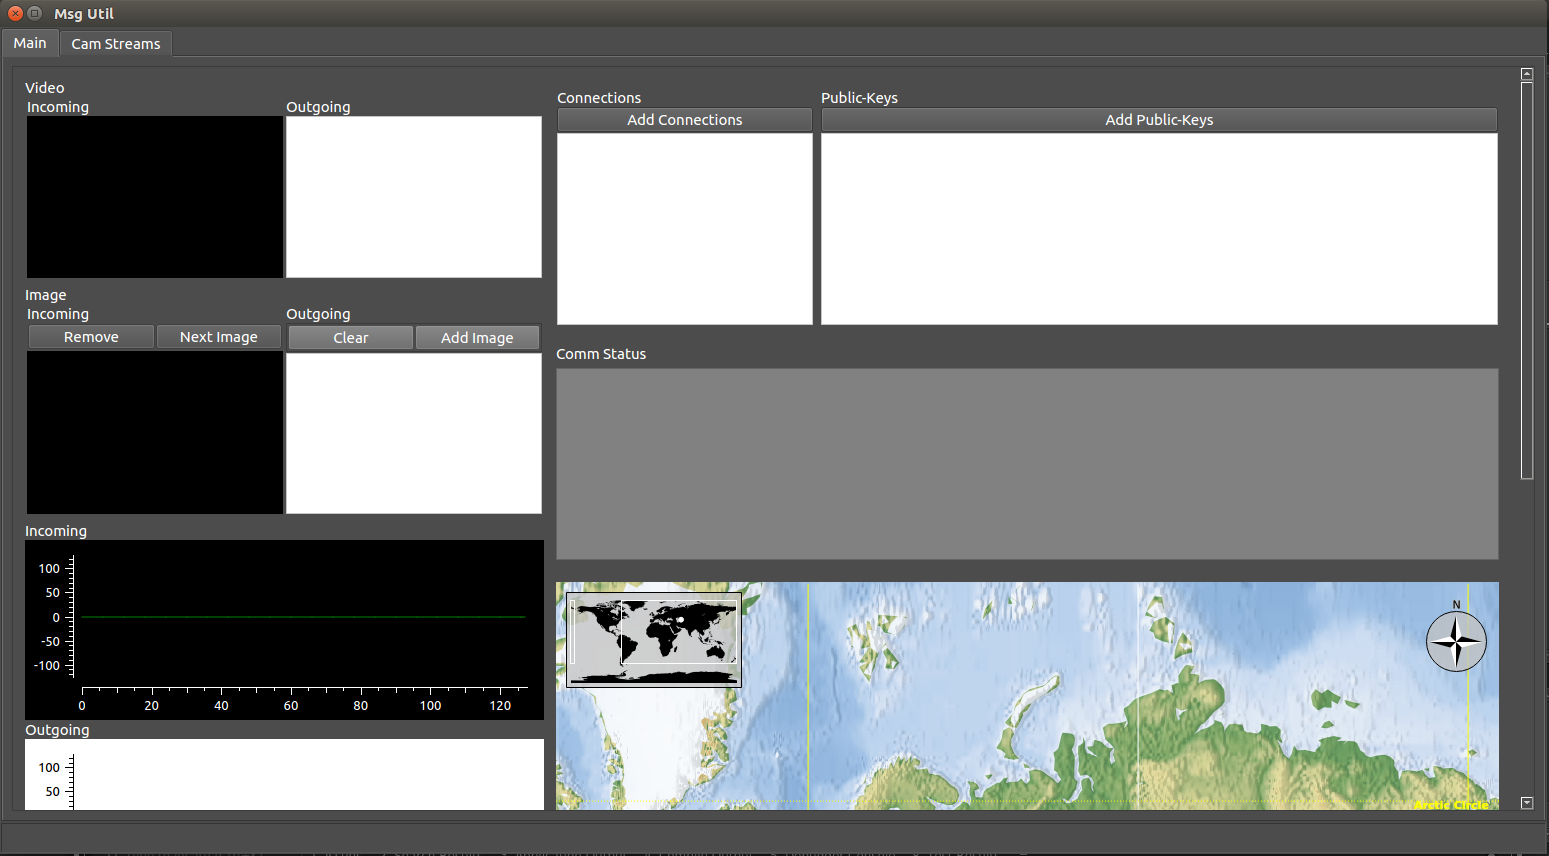 Msg Util
Main Cam Streams
Video
Incoming Outgoing
Connections Public-Keys
Add Connections Add Public-Keys
Image
Incoming Outgoing
Remove Next Image Clear Add Image
Comm Status
Incoming
100
50
0
-50
-100
0 20 40 60 80 100 120
Outgoing
100
50
N
Arctic Circle